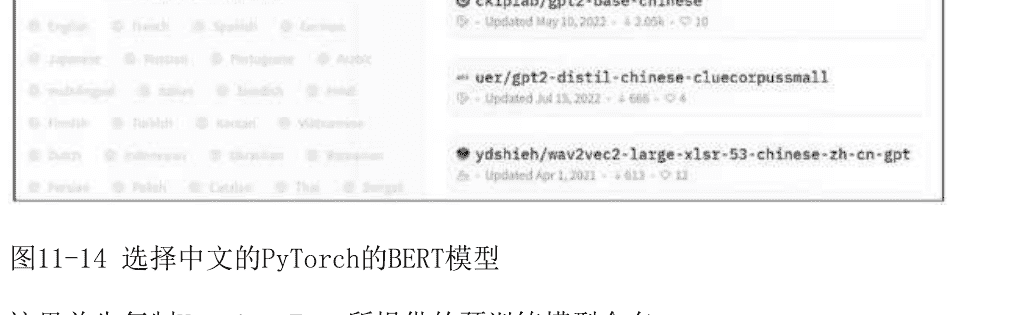 ckiplab/gpt2-base-chinese
English French Spanish German
Updated May 10, 2022 - 2.05k - 10
Japanese Russian Portuguese Arabic
uer/gpt2-distil-chinese-cluecorpussmall
multilingual Italian Swedish Hindi
Updated Jul 15, 2022 - 666 - 4
Finnish Turkish Korean Vietnamese
Dutch Indonesian Ukrainian Romanian
ydshieh/wav2vec2-large-xlsr-53-chinese-zh-cn-gpt
Persian Polish Catalan Thai Bengali
Updated Apr 1, 2021 - 613 - 12
图11-14 选择中文的PyTorch的BERT模型